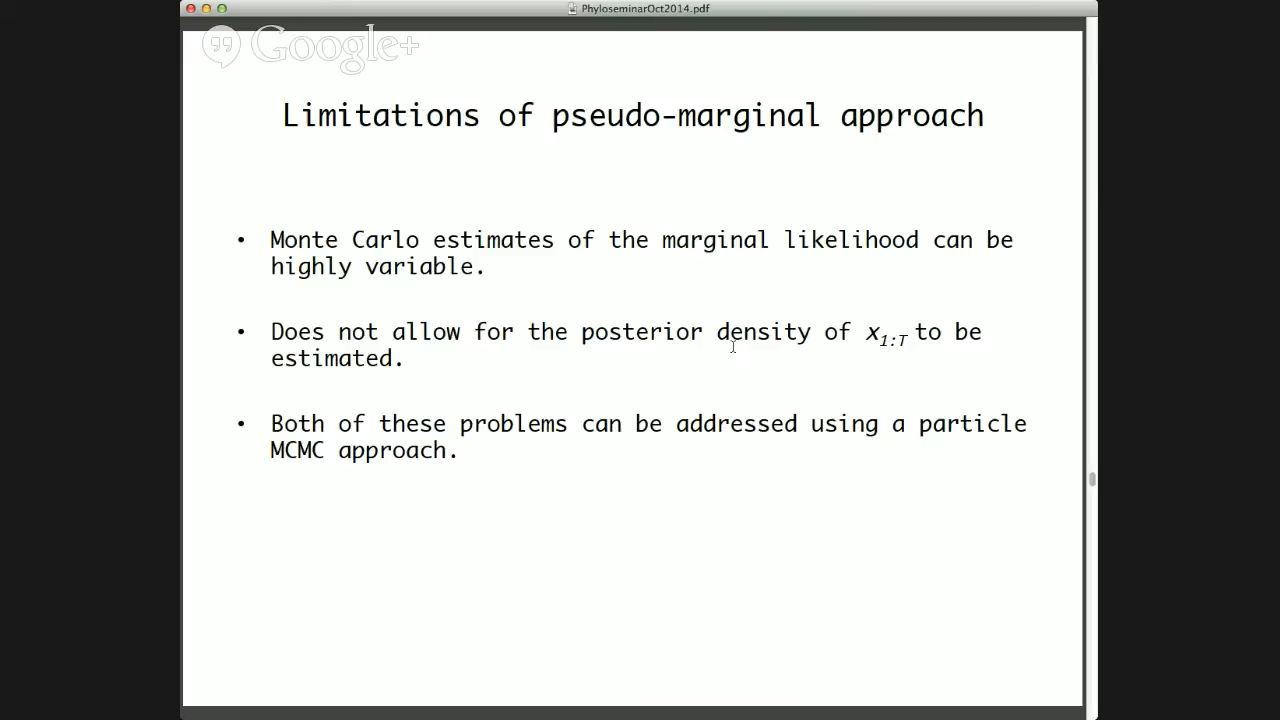 PhyloseminarOct2014.pdf
Google+
Limitations of pseudo-marginal approach
• Monte Carlo estimates of the marginal likelihood can be
highly variable.
• Does not allow for the posterior density of x1:T to be
estimated.
• Both of these problems can be addressed using a particle
MCMC approach.